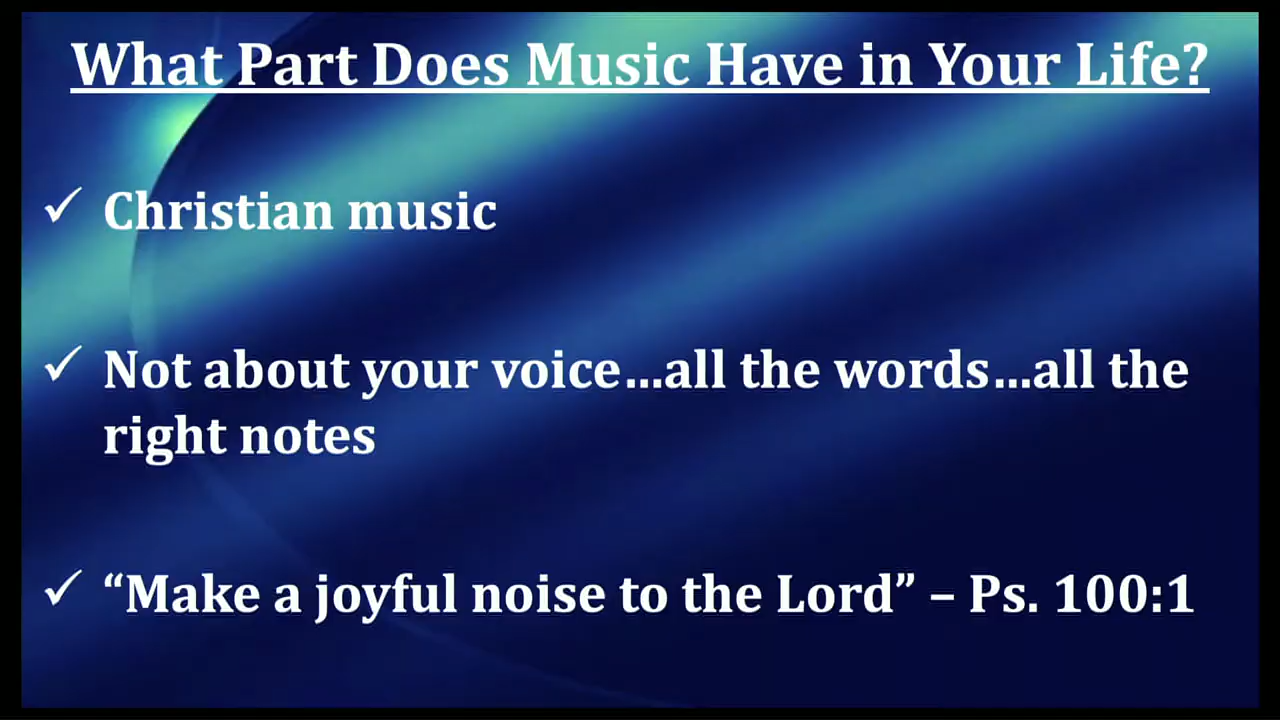 What Part Does Music Have in Your Life?
✓ Christian music
✓ Not about your voice…all the words…all the
right notes
✓ “Make a joyful noise to the Lord” – Ps. 100:1